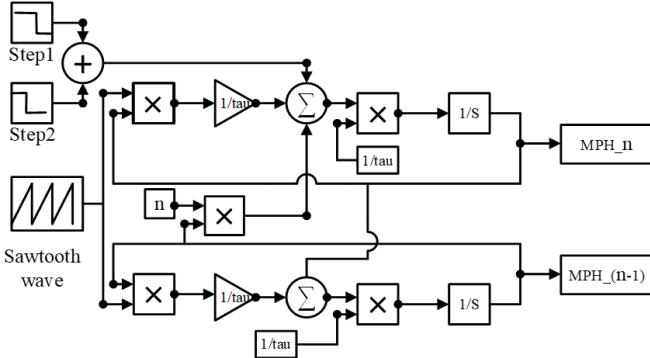 Step1
+
Step2
×
1/tau
∑
×
1/S
1/tau
MPH_n
n
×
Sawtooth
wave
×
1/tau
∑
×
1/S
1/tau
MPH_(n-1)